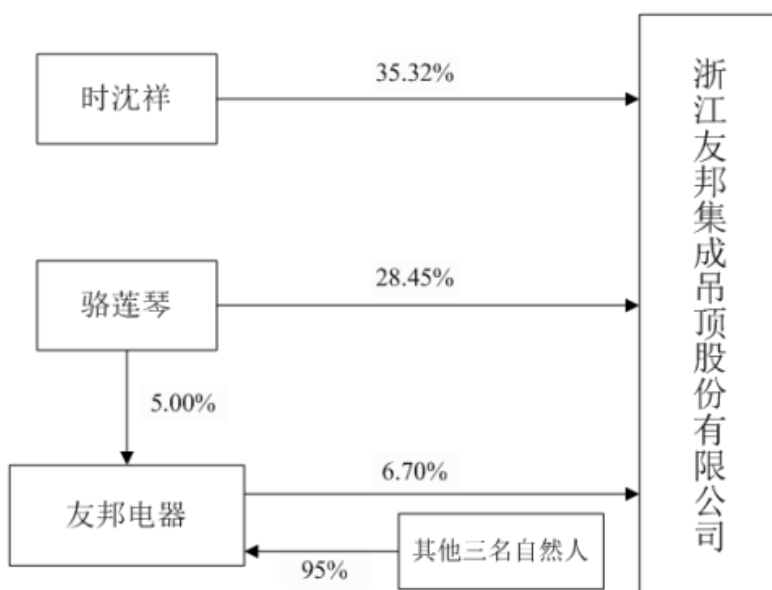 35.32%
时沈祥
28.45%
骆莲琴
5.00%
6.70%
友邦电器
其他三名自然人
95%
浙江友邦集成吊顶股份有限公司